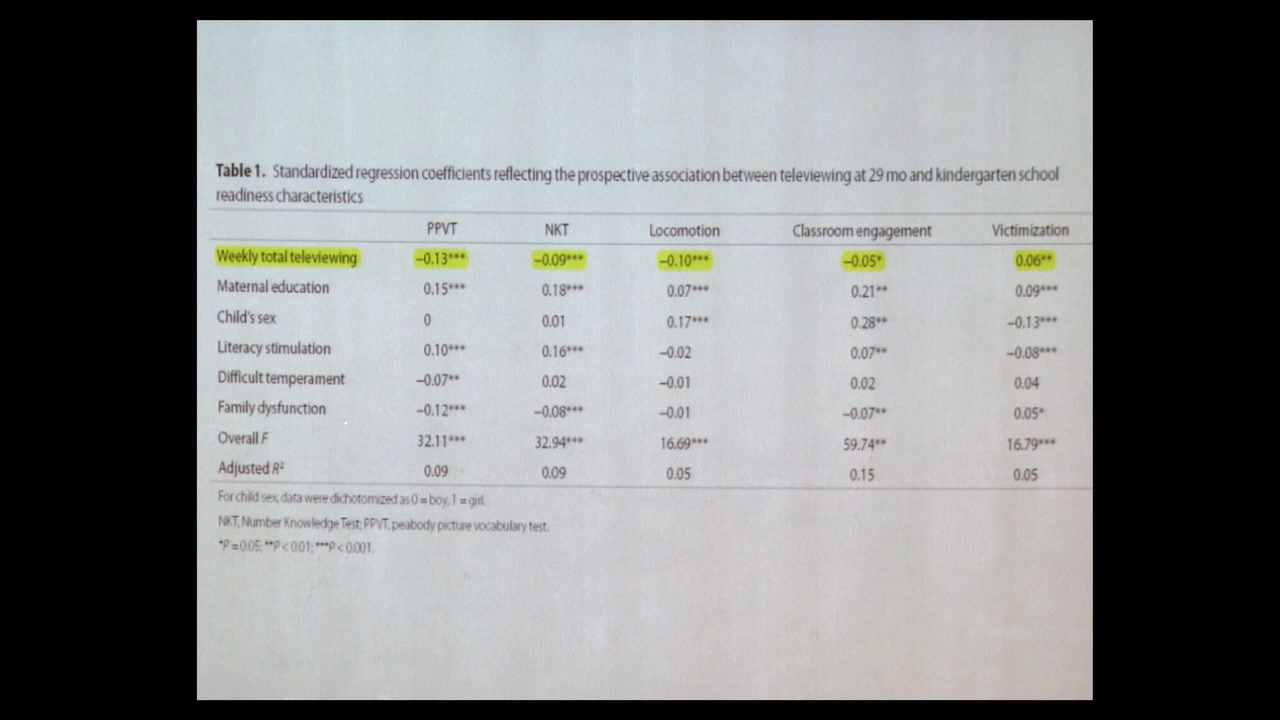 Table 1. Standardized regression coefficients reflecting the prospective association between televiewing at 29 mo and kindergarten school
readiness characteristics
PPVT NKT Locomotion Classroom engagement Victimization
Weekly total televiewing –0.13*** –0.09*** –0.10*** –0.05* 0.06**
Maternal education 0.15*** 0.18*** 0.07*** 0.21** 0.09***
Child's sex 0 0.01 0.17*** 0.28** –0.13***
Literacy stimulation 0.10*** 0.16*** –0.02 0.07** –0.08***
Difficult temperament –0.07** 0.02 –0.01 0.02 0.04
Family dysfunction –0.12*** –0.08*** –0.01 –0.07** 0.05*
Overall F 32.11*** 32.94*** 16.69*** 59.74** 16.79***
Adjusted R² 0.09 0.09 0.05 0.15 0.05
For child sex, data were dichotomized as 0 = boy, 1 = girl.
NKT, Number Knowledge Test; PPVT, peabody picture vocabulary test.
*P = 0.05; **P < 0.01; ***P < 0.001.